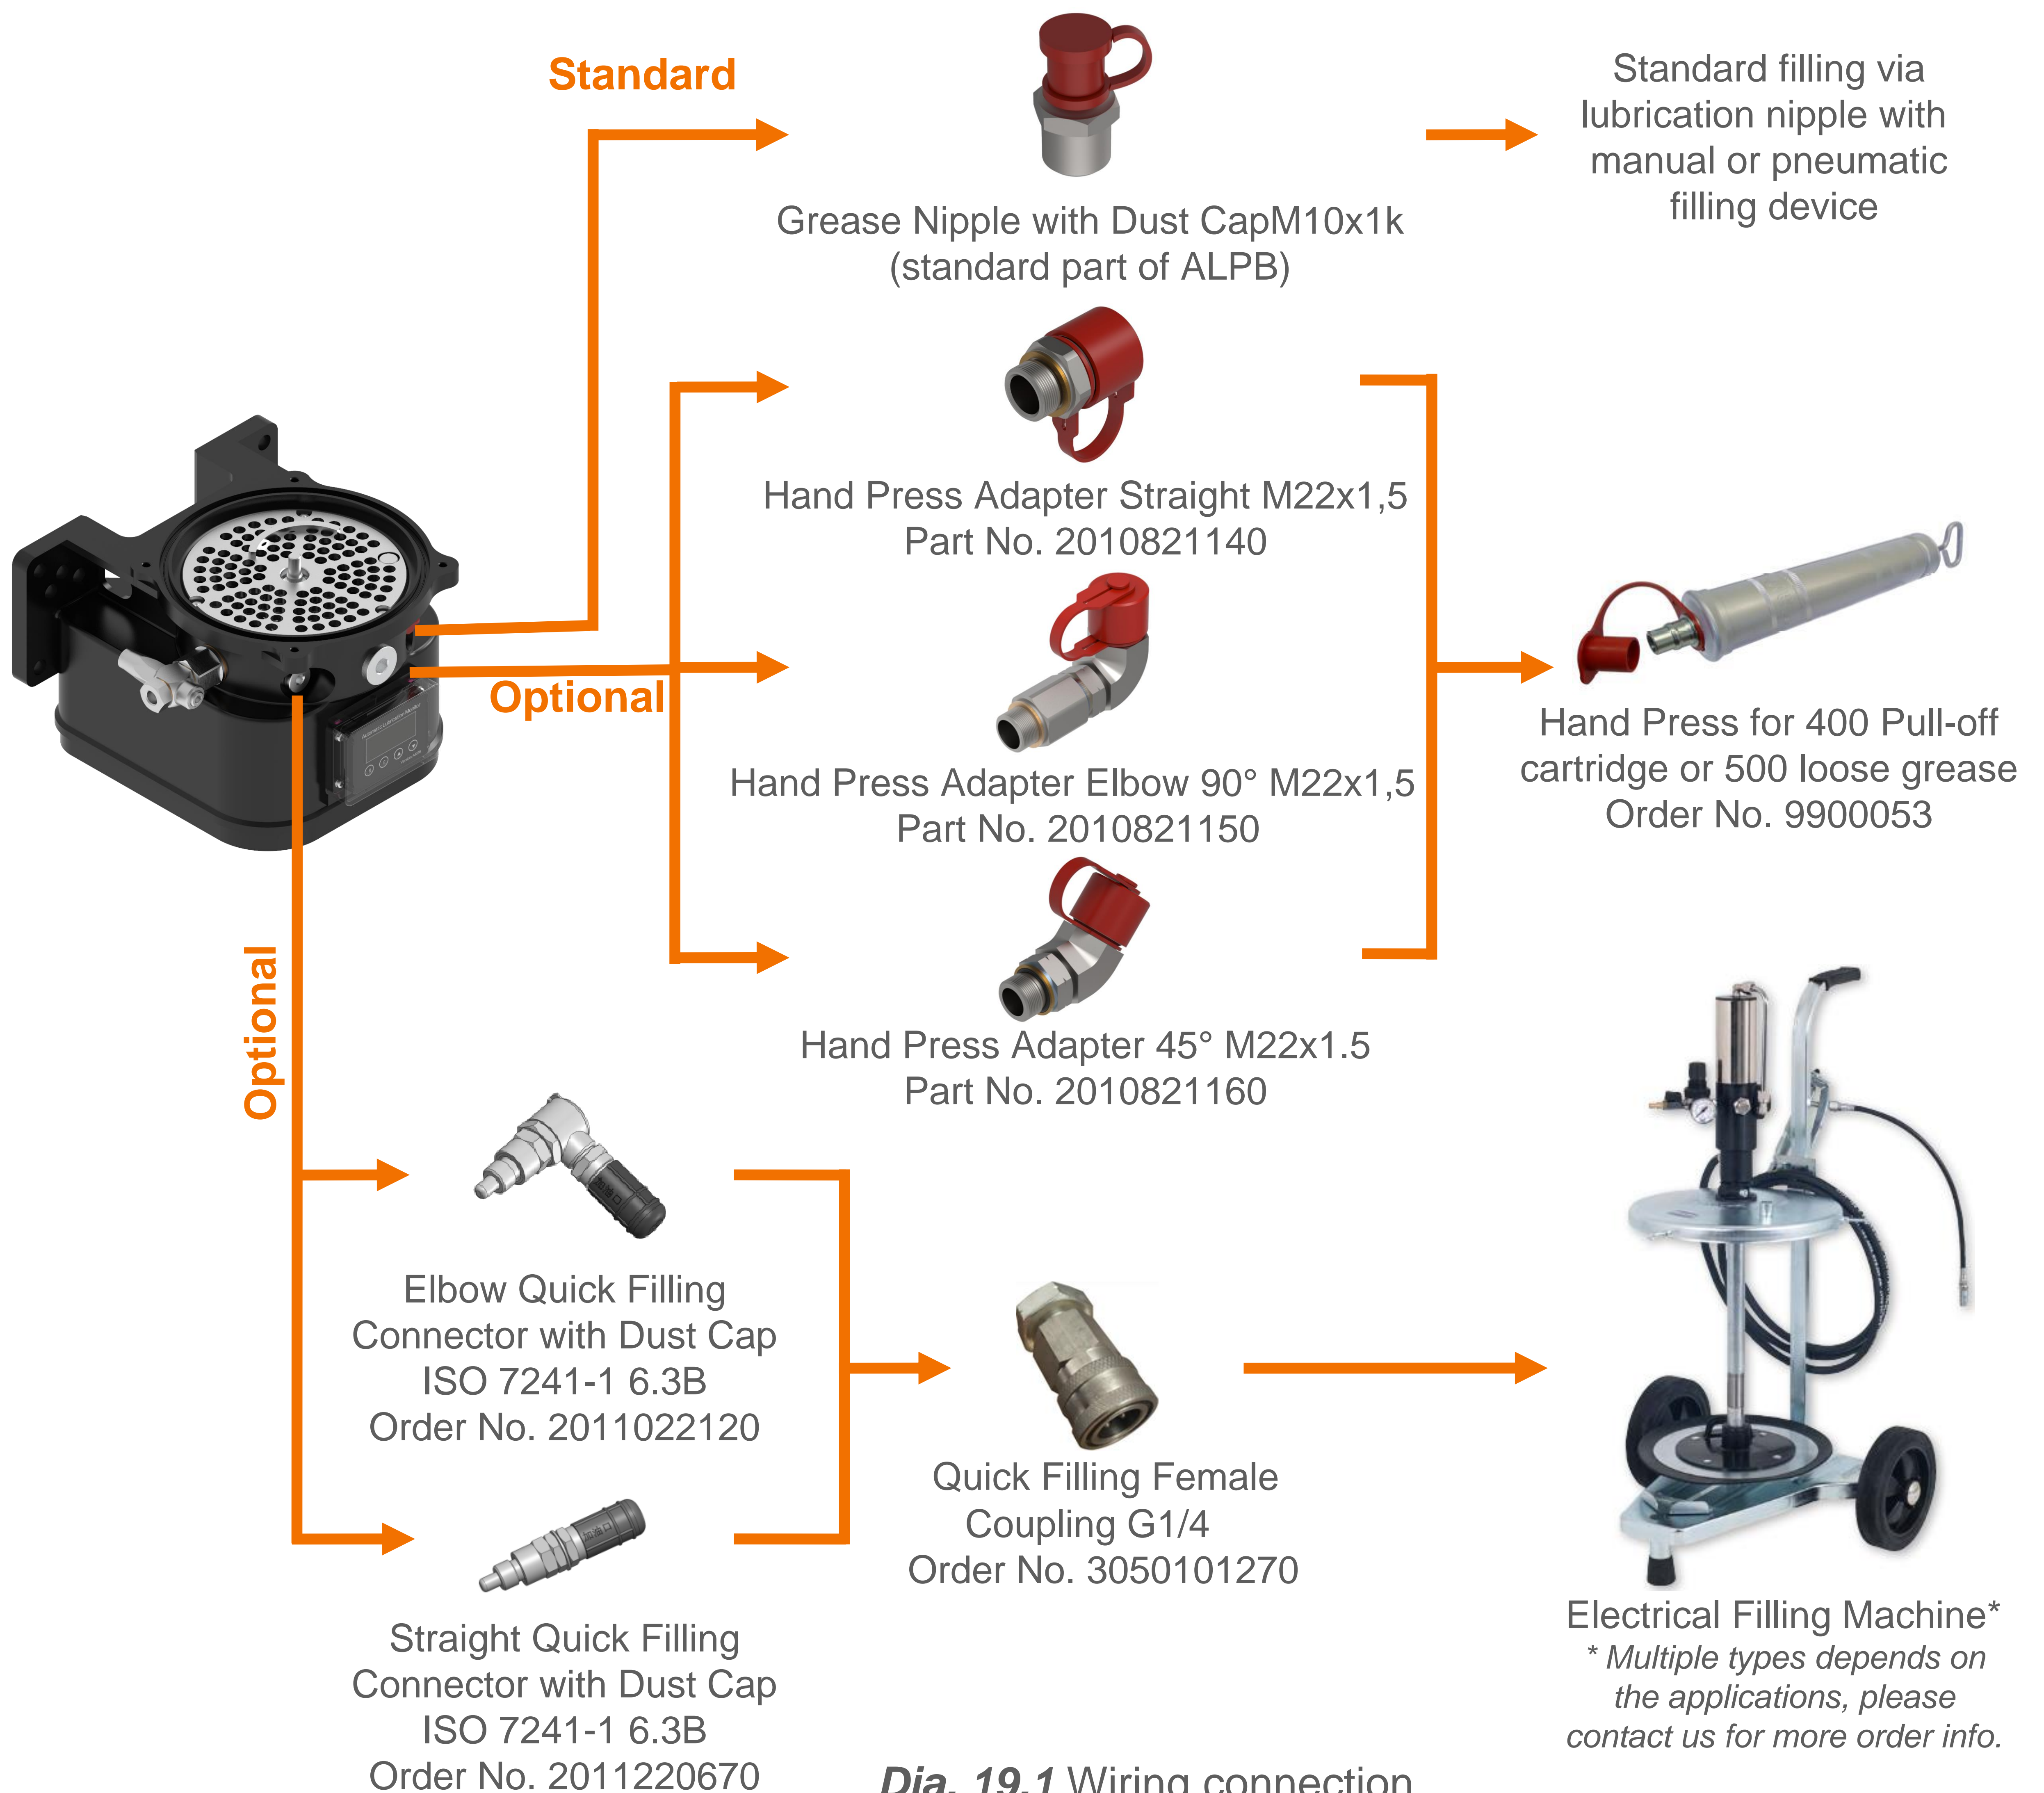 Standard
Grease Nipple with Dust CapM10x1k
(standard part of ALPB)
Standard filling via
lubrication nipple with
manual or pneumatic
filling device
Optional
Hand Press Adapter Straight M22x1,5
Part No. 2010821140
Hand Press Adapter Elbow 90° M22x1,5
Part No. 2010821150
Hand Press Adapter 45° M22x1.5
Part No. 2010821160
Hand Press for 400 Pull-off
cartridge or 500 loose grease
Order No. 9900053
Optional
Elbow Quick Filling
Connector with Dust Cap
ISO 7241-1 6.3B
Order No. 2011022120
Straight Quick Filling
Connector with Dust Cap
ISO 7241-1 6.3B
Order No. 2011220670
Quick Filling Female
Coupling G1/4
Order No. 3050101270
Electrical Filling Machine*
* Multiple types depends on
the applications, please
contact us for more order info.
Dia. 19.1 Wiring connection